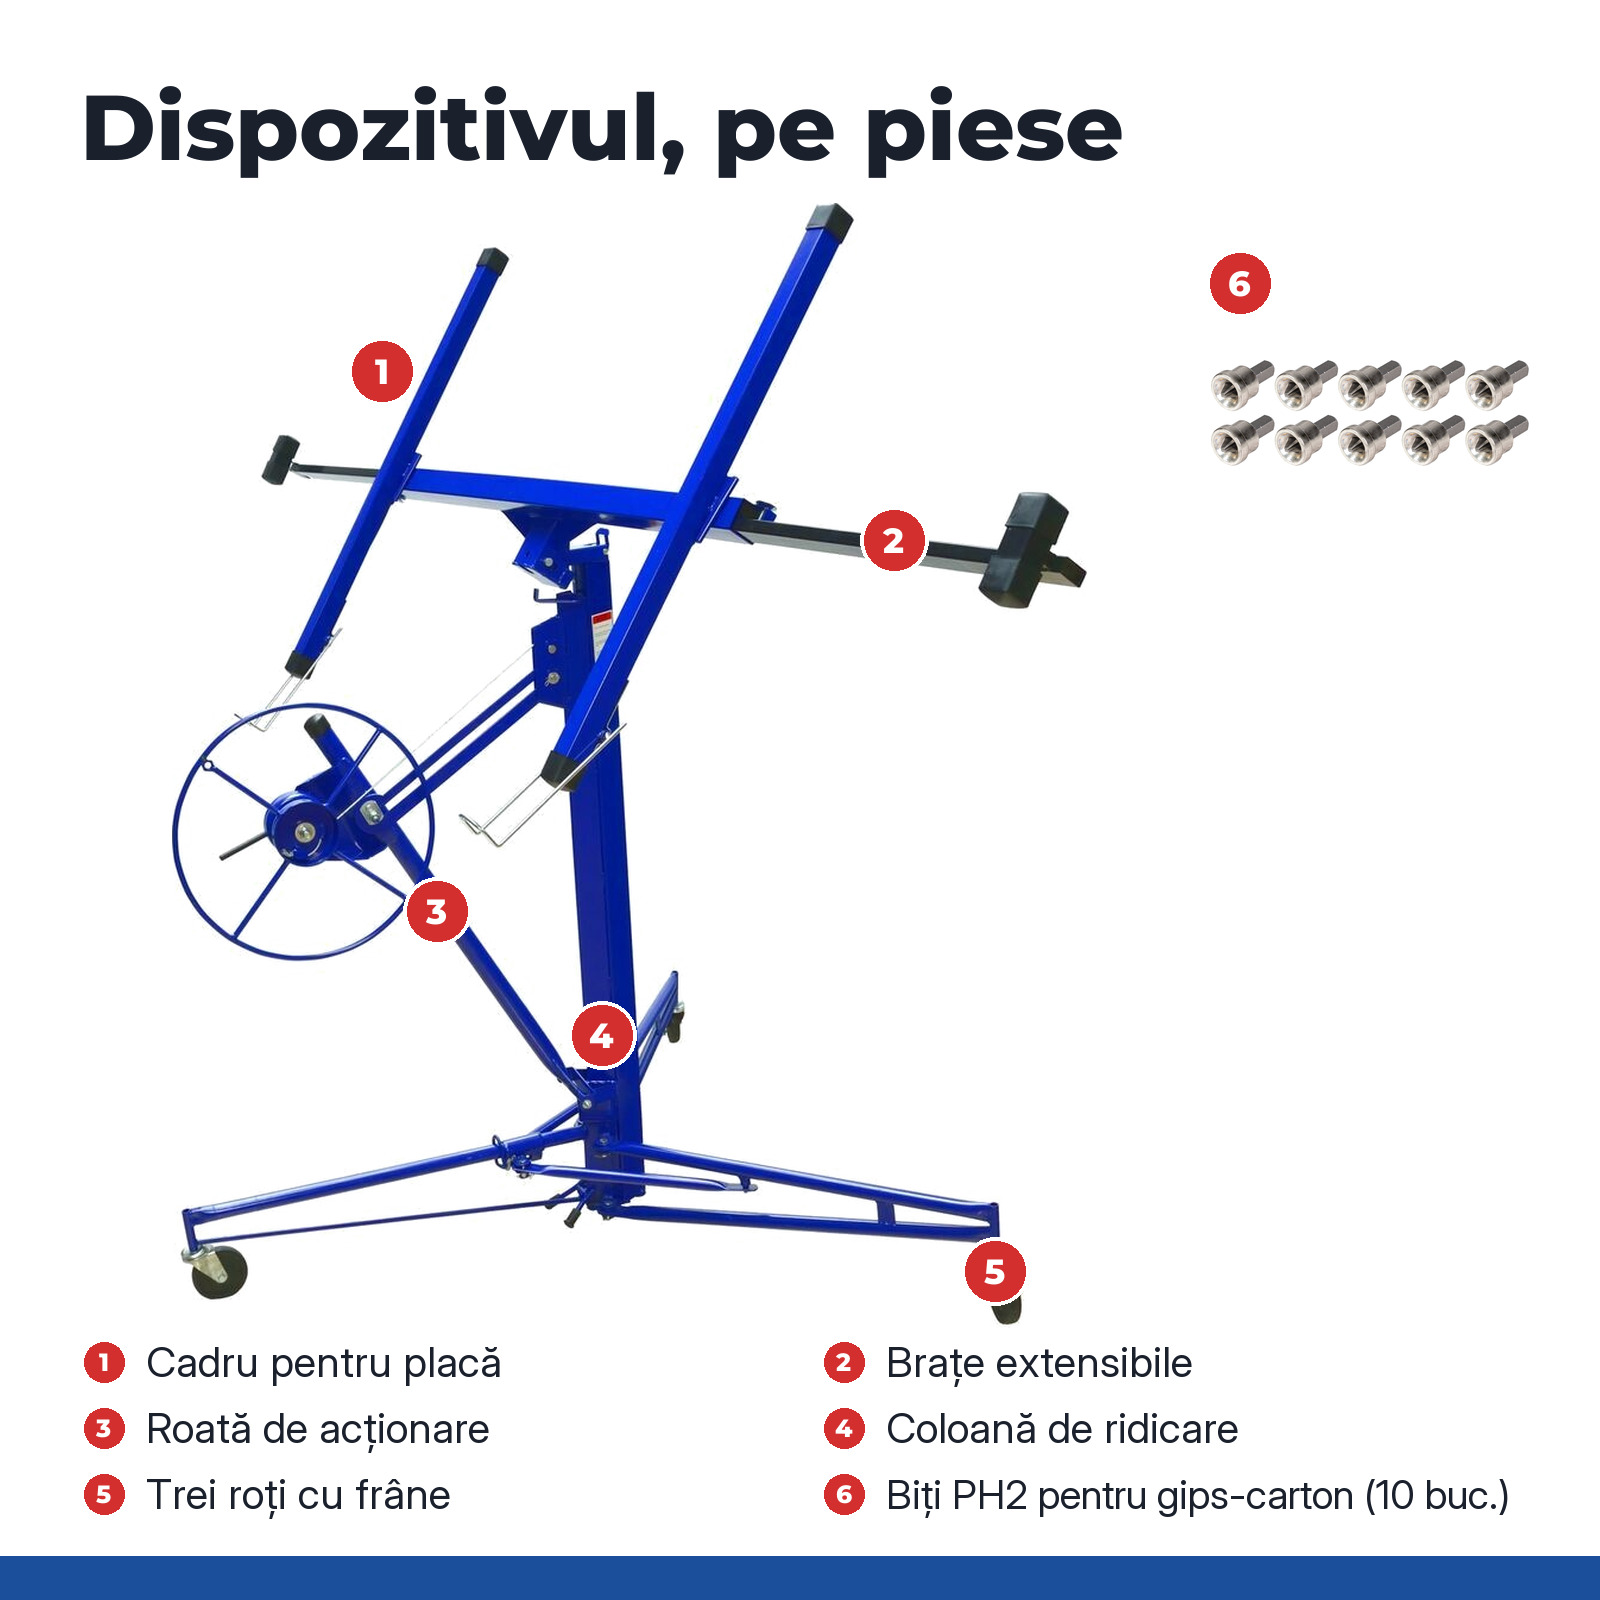 Dispozitivul, pe piese
1
6
2
3
4
5
1 Cadru pentru placă
2 Brațe extensibile
3 Roată de acționare
4 Coloană de ridicare
5 Trei roți cu frâne
6 Biți PH2 pentru gips-carton (10 buc.)